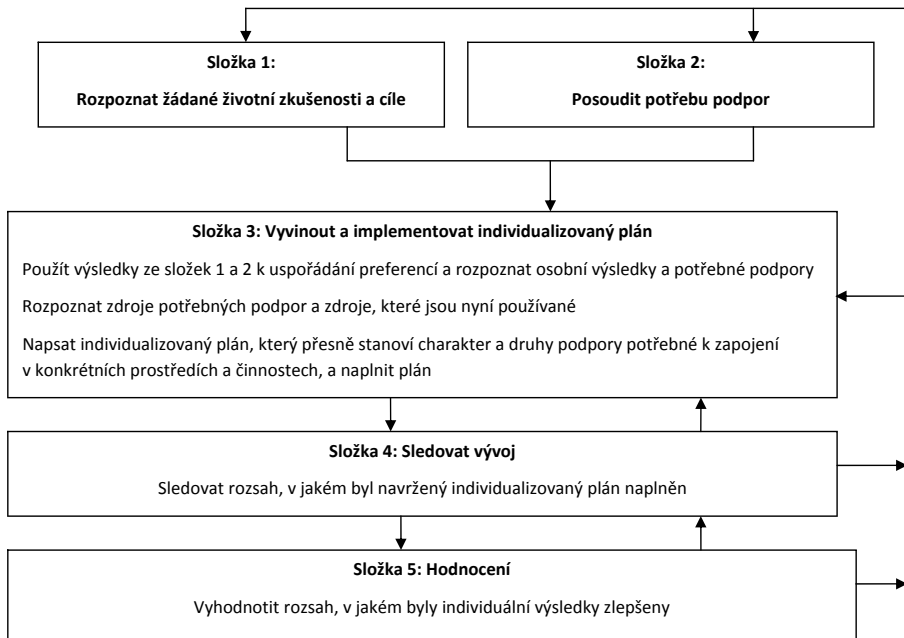 Složka 1:
Rozpoznat žádané životní zkušenosti a cíle
Složka 2:
Posoudit potřebu podpor
Složka 3: Vyvinout a implementovat individualizovaný plán
Použít výsledky ze složek 1 a 2 k uspořádání preferencí a rozpoznat osobní výsledky a potřebné podpory
Rozpoznat zdroje potřebných podpor a zdroje, které jsou nyní používané
Napsat individualizovaný plán, který přesně stanoví charakter a druhy podpory potřebné k zapojení
v konkrétních prostředích a činnostech, a naplnit plán
Složka 4: Sledovat vývoj
Sledovat rozsah, v jakém byl navržený individualizovaný plán naplněn
Složka 5: Hodnocení
Vyhodnotit rozsah, v jakém byly individuální výsledky zlepšeny